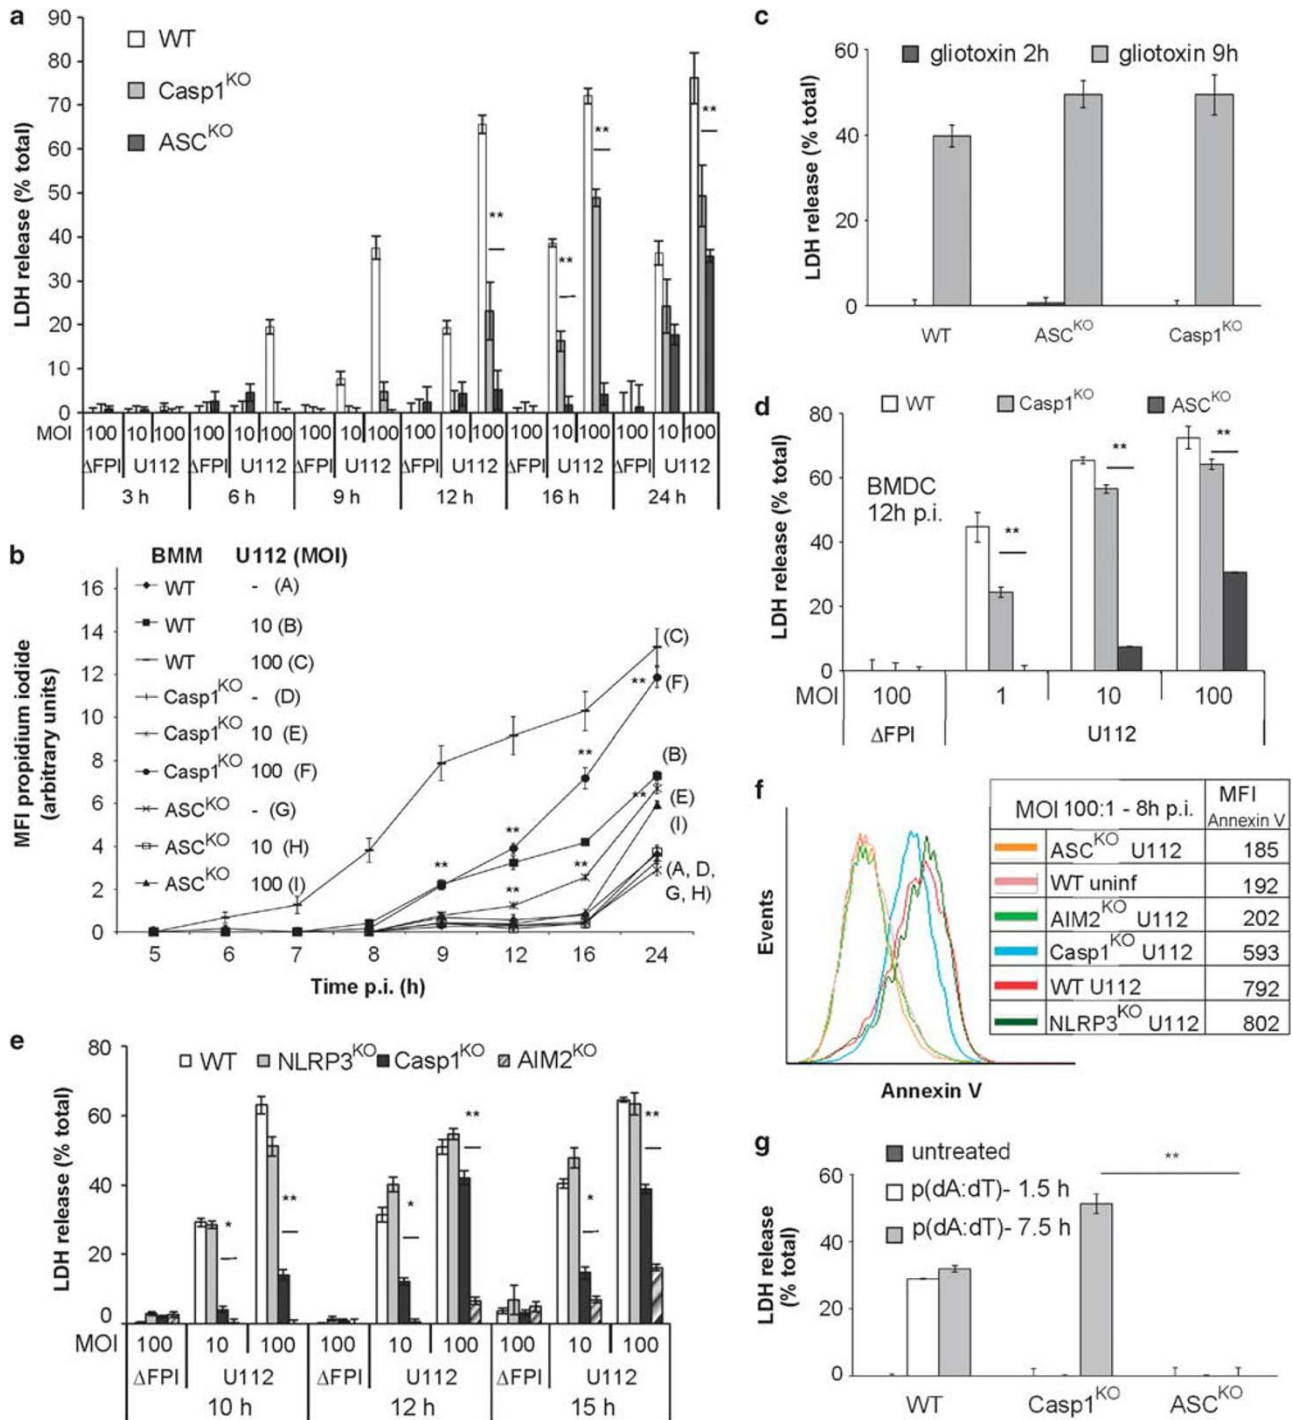 a
90
80
70
60
50
40
30
20
10
0
LDH release (% total)
WT
Casp1KO
ASCKO
** ** ** ** **
MOI 100 10 100 100 10 100 100 10 100 100 10 100 100 10 100 100 10 100
ΔFPI U112 ΔFPI U112 ΔFPI U112 ΔFPI U112 ΔFPI U112 ΔFPI U112
3 h 6 h 9 h 12 h 16 h 24 h
b
BMM U112 (MOI)
WT - (A)
WT 10 (B)
WT 100 (C)
Casp1KO - (D)
Casp1KO 10 (E)
Casp1KO 100 (F)
ASCKO - (G)
ASCKO 10 (H)
ASCKO 100 (I)
MFI propidium iodide
(arbitrary units)
16
14
12
10
8
6
4
2
0
** ** ** ** ** ** **
(C)
(F)
(B)
(E)
(I)
(A, D,
G, H)
5 6 7 8 9 12 16 24
Time p.i. (h)
c
gliotoxin 2h gliotoxin 9h
LDH release (% total)
60
40
20
0
WT ASCKO Casp1KO
d
WT Casp1KO ASCKO
LDH release (% total)
80
60
40
20
0
BMDC
12h p.i.
** ** **
MOI 100 1 10 100
ΔFPI U112
e
WT NLRP3KO Casp1KO AIM2KO
LDH release (% total)
80
60
40
20
0
* ** * ** * **
MOI 100 10 100 100 10 100 100 10 100
ΔFPI U112 ΔFPI U112 ΔFPI U112
10 h 12 h 15 h
f
Events
Annexin V
MOI 100:1 - 8h p.i. MFI
Annexin V
ASCKO U112 185
WT uninf 192
AIM2KO U112 202
Casp1KO U112 593
WT U112 792
NLRP3KO U112 802
g
untreated
p(dA:dT)- 1.5 h
p(dA:dT)- 7.5 h
**
LDH release
(% total)
60
40
20
0
WT Casp1KO ASCKO